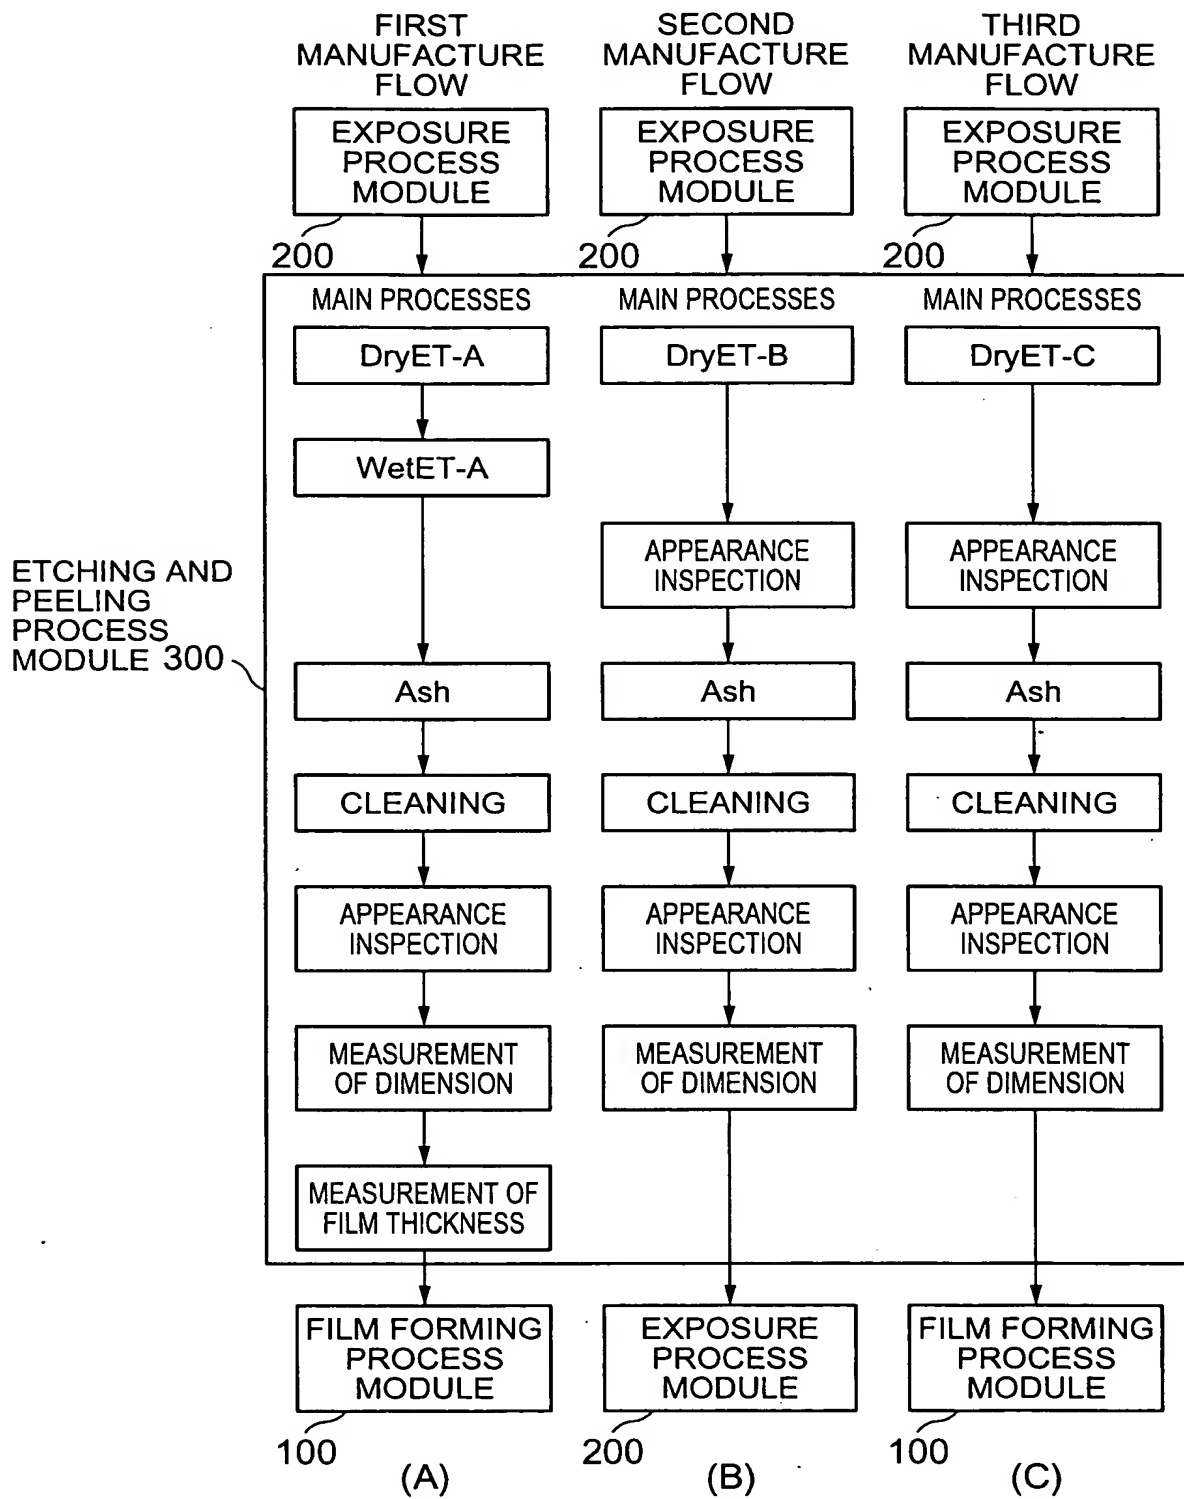 FIRST
MANUFACTURE
FLOW
EXPOSURE
PROCESS
MODULE
200
MAIN PROCESSES
DryET-A
WetET-A
Ash
CLEANING
APPEARANCE
INSPECTION
MEASUREMENT
OF DIMENSION
MEASUREMENT OF
FILM THICKNESS
FILM FORMING
PROCESS
MODULE
100
(A)
SECOND
MANUFACTURE
FLOW
EXPOSURE
PROCESS
MODULE
200
MAIN PROCESSES
DryET-B
APPEARANCE
INSPECTION
Ash
CLEANING
APPEARANCE
INSPECTION
MEASUREMENT
OF DIMENSION
EXPOSURE
PROCESS
MODULE
200
(B)
THIRD
MANUFACTURE
FLOW
EXPOSURE
PROCESS
MODULE
200
MAIN PROCESSES
DryET-C
APPEARANCE
INSPECTION
Ash
CLEANING
APPEARANCE
INSPECTION
MEASUREMENT
OF DIMENSION
FILM FORMING
PROCESS
MODULE
100
(C)
ETCHING AND
PEELING
PROCESS
MODULE 300